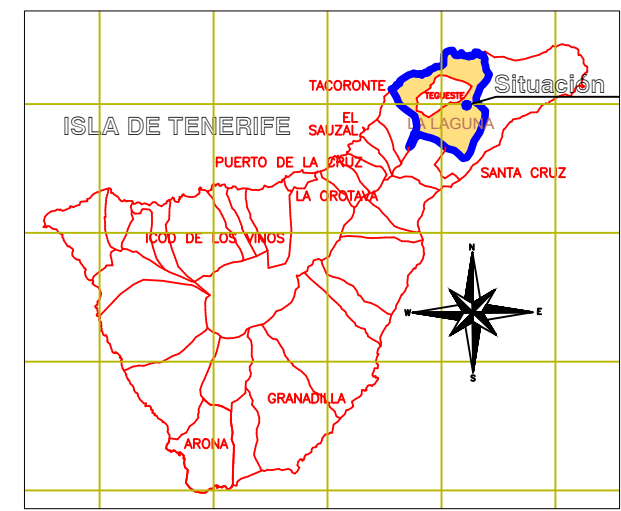 TACORONTE
Situación
TEGUESTE
ISLA DE TENERIFE
EL
SAUZAL
LA LAGUNA
PUERTO DE LA CRUZ
SANTA CRUZ
LA OROTAVA
ICOD DE LOS VINOS
N
W
E
S
GRANADILLA
ARONA